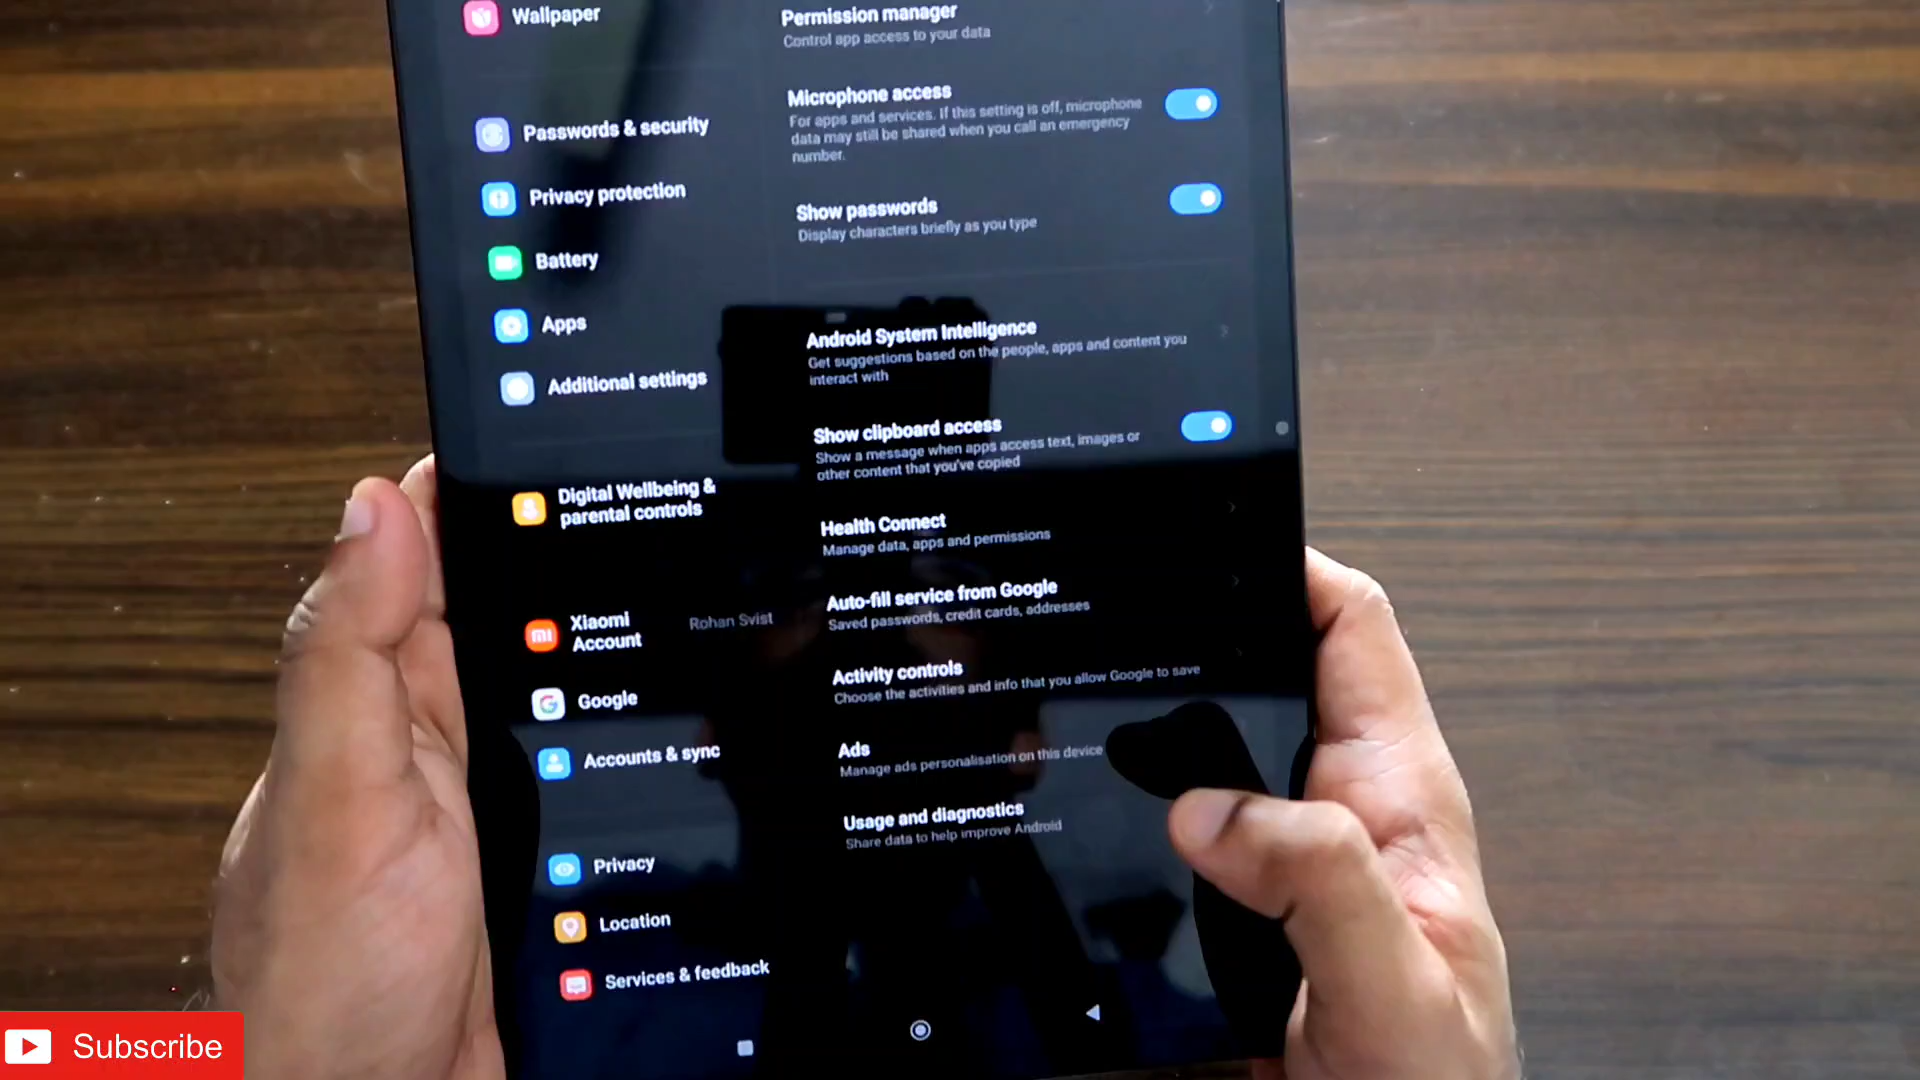 Wallpaper
Passwords & security
Privacy protection
Battery
Apps
Additional settings
Digital Wellbeing &
parental controls
Xiaomi
Account
Rohan Svist
Google
Accounts & sync
Privacy
Location
Services & feedback
Permission manager
Control app access to your data
Microphone access
For apps and services. If this setting is off, microphone
data may still be shared when you call an emergency
number.
Show passwords
Display characters briefly as you type
Android System Intelligence
Get suggestions based on the people, apps and content you
interact with
Show clipboard access
Show a message when apps access text, images or
other content that you've copied
Health Connect
Manage data, apps and permissions
Auto-fill service from Google
Saved passwords, credit cards, addresses
Activity controls
Choose the activities and info that you allow Google to save
Ads
Manage ads personalisation on this device
Usage and diagnostics
Share data to help improve Android
mi
Subscribe